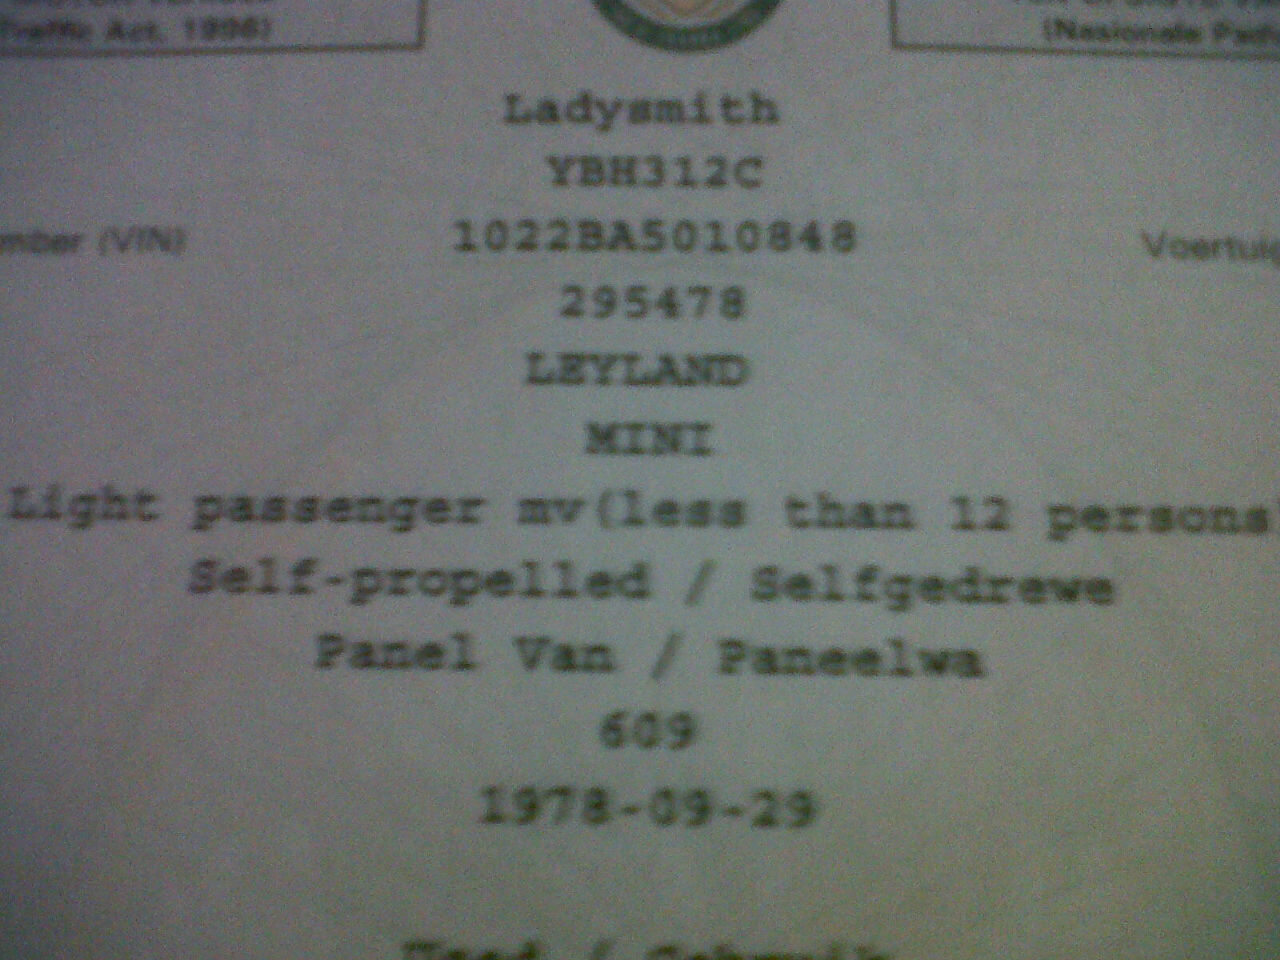 Traffic Act, 1996)
(Nasionale Pad
Ladysmith
YBH312C
mber (VIN) 1022BA5010848 Voertuig
295478
LEYLAND
MINI
Light passenger mv(less than 12 persons)
Self-propelled / Selfgedrewe
Panel Van / Paneelwa
609
1978-09-29